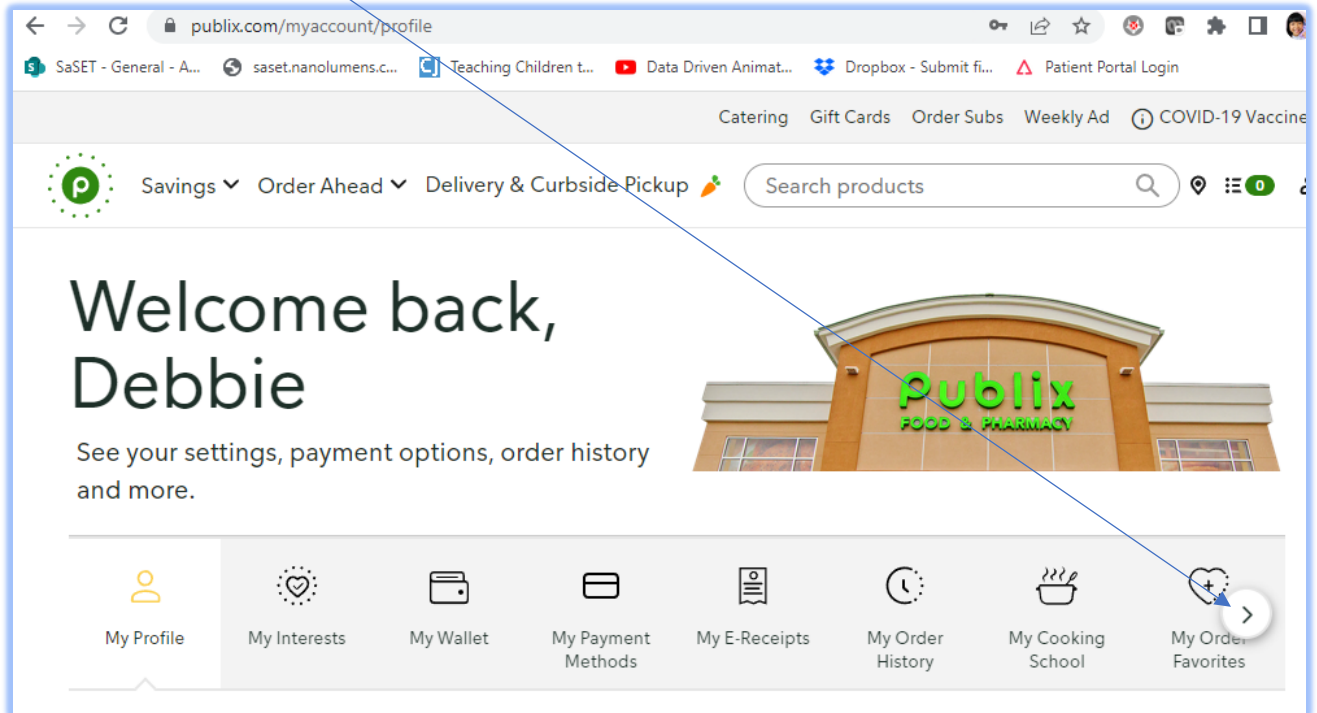 publix.com/myaccount/profile
SaSET - General - A... saset.nanolumens.c... Teaching Children t... Data Driven Animat... Dropbox - Submit fi... Patient Portal Login
Catering Gift Cards Order Subs Weekly Ad COVID-19 Vaccine
p Savings Order Ahead Delivery & Curbside Pickup Search products 0
Welcome back,
Debbie
See your settings, payment options, order history
and more.
Publix
FOOD & PHARMACY
My Profile
My Interests
My Wallet
My Payment
Methods
My E-Receipts
My Order
History
My Cooking
School
My Order
Favorites